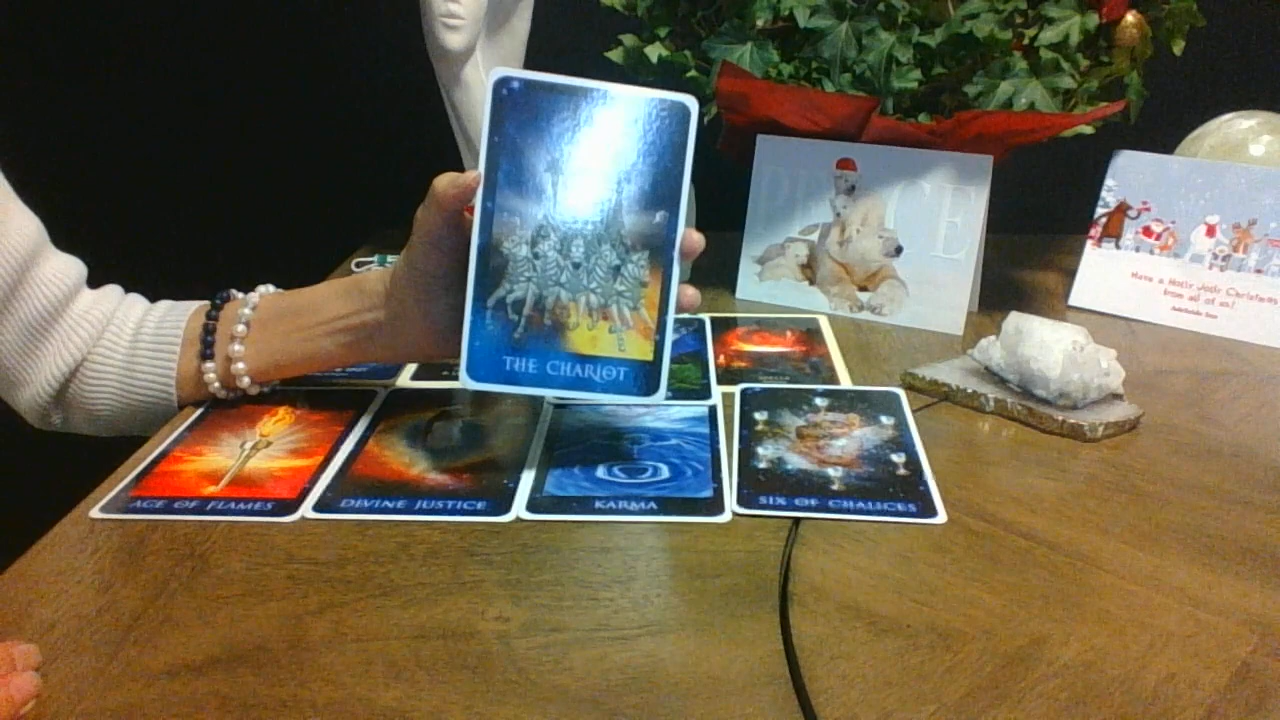 THE CHARIOT
PEACE
Have a Holly Jolly Christmas
from all of us!
ACE OF FLAMES
DIVINE JUSTICE
KARMA
SIX OF CHALICES